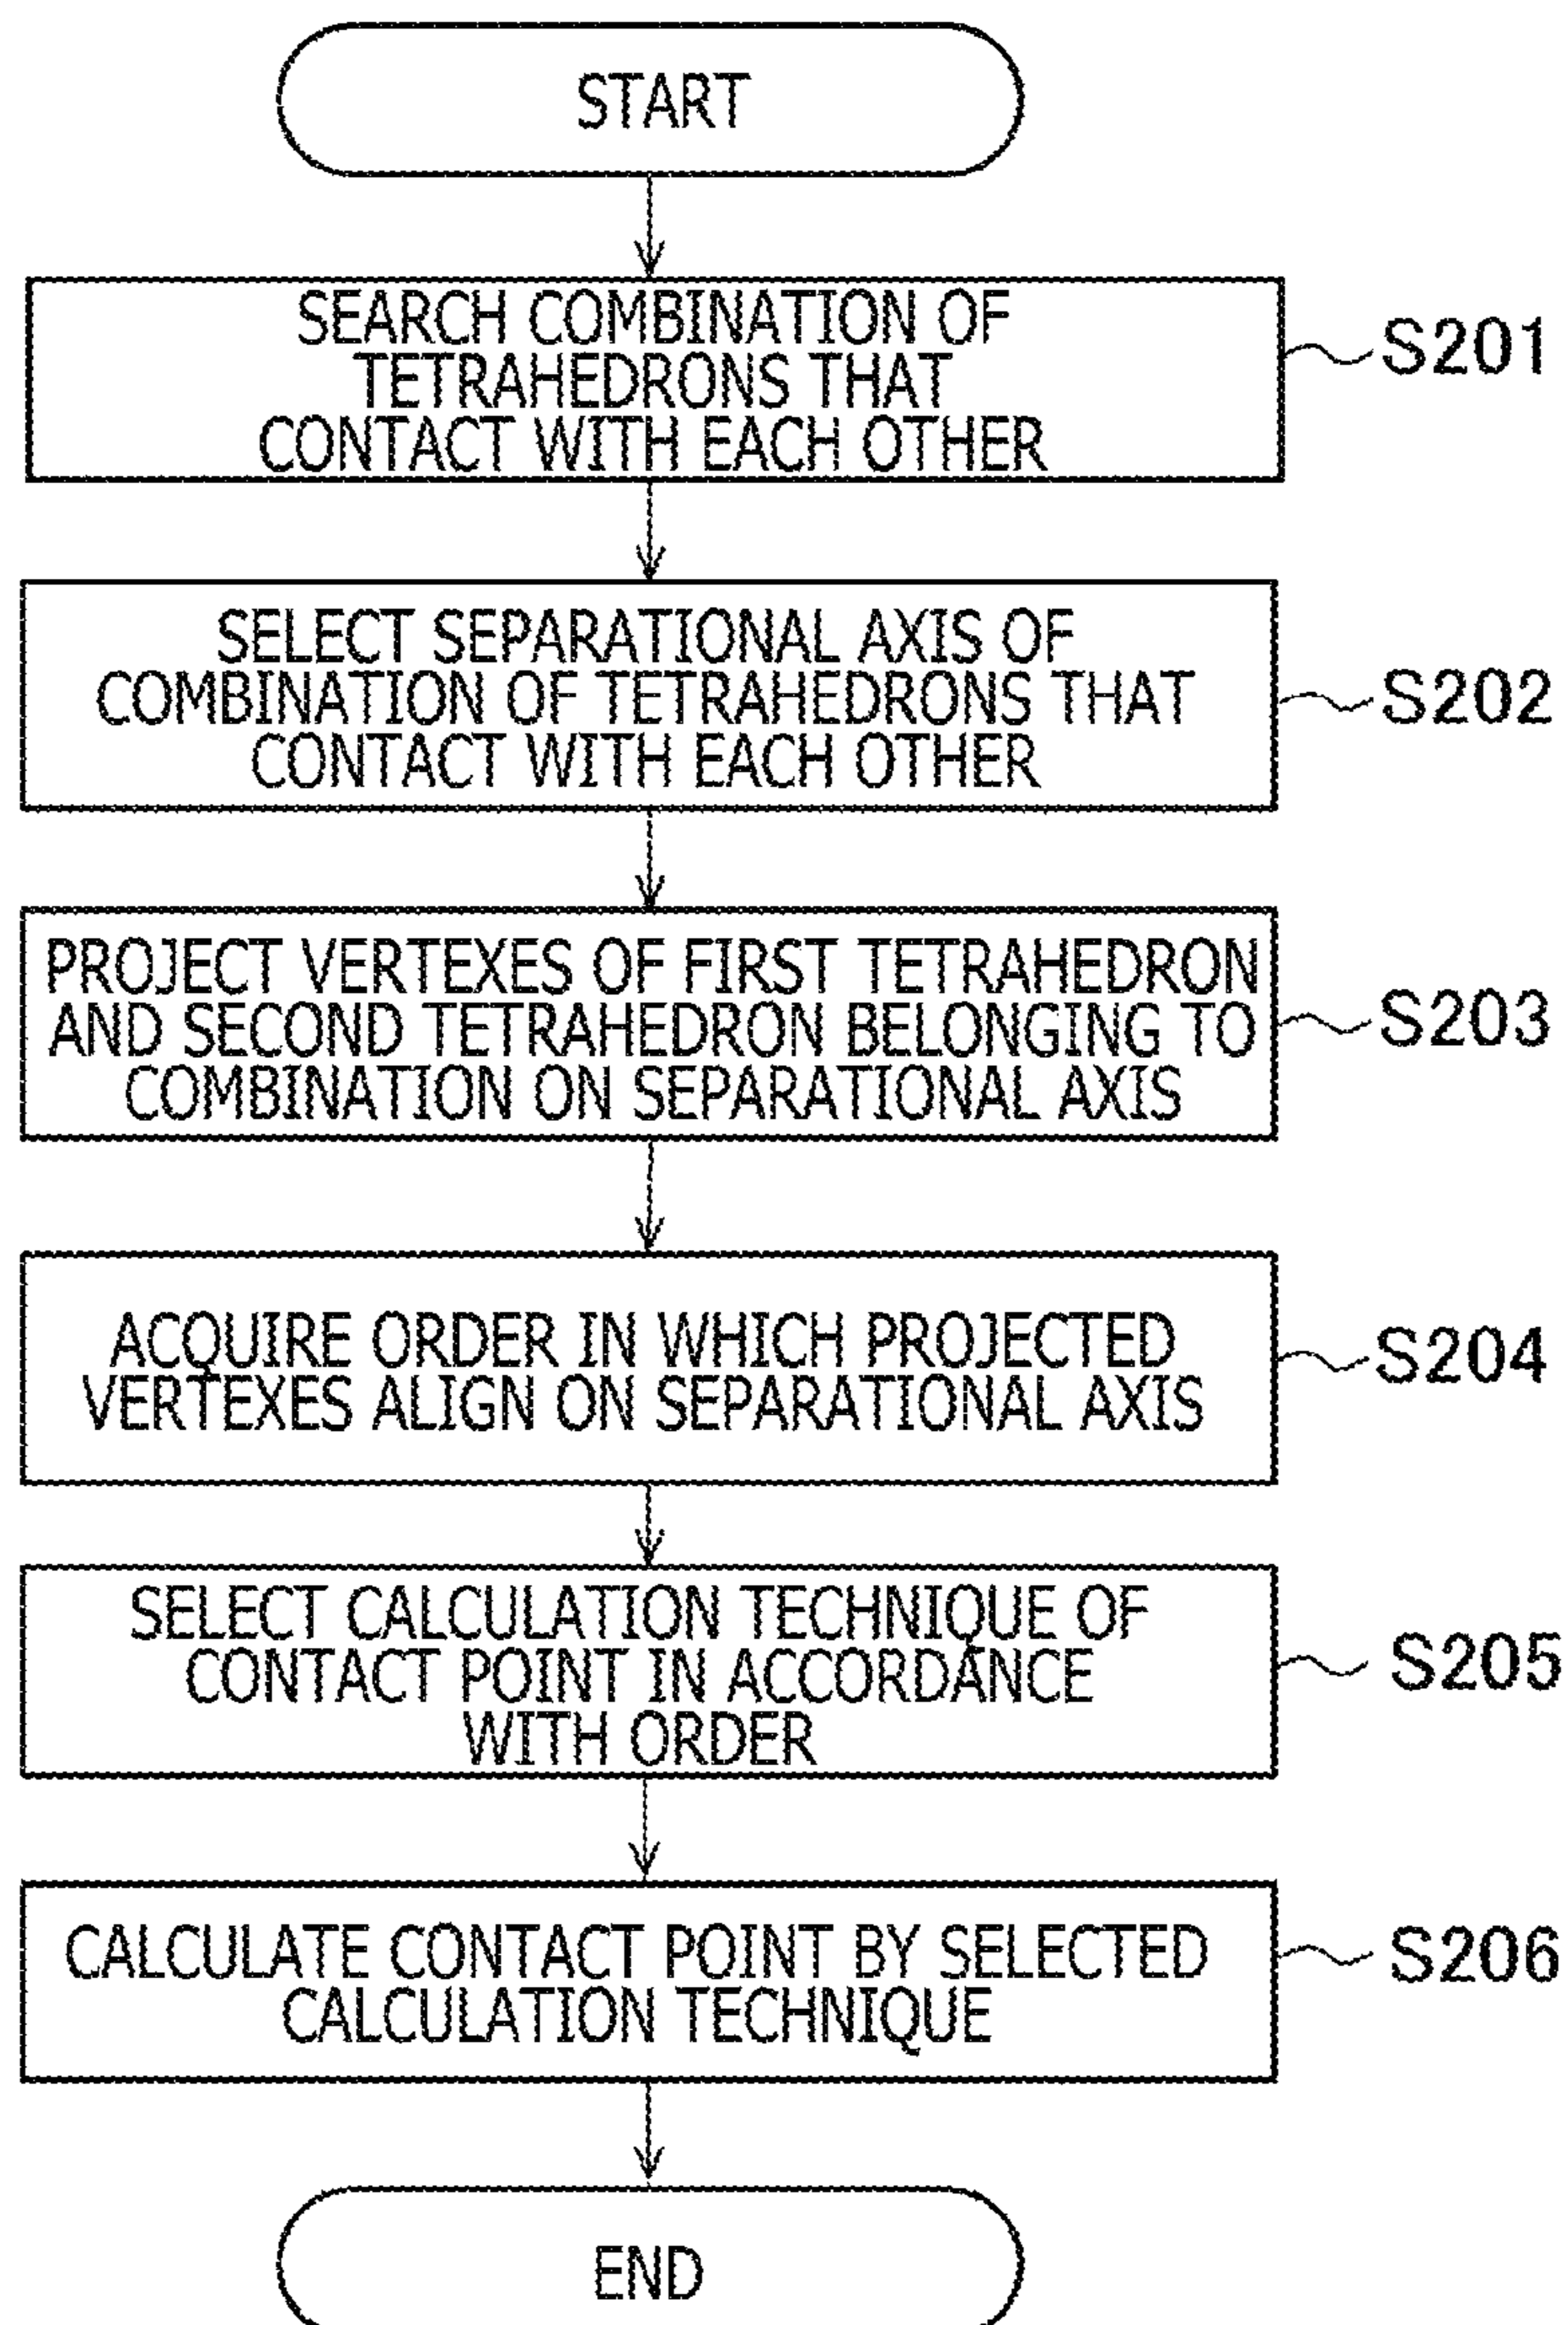 START
SEARCH COMBINATION OF
TETRAHEDRONS THAT
CONTACT WITH EACH OTHER
S201
SELECT SEPARATIONAL AXIS OF
COMBINATION OF TETRAHEDRONS THAT
CONTACT WITH EACH OTHER
S202
PROJECT VERTEXES OF FIRST TETRAHEDRON
AND SECOND TETRAHEDRON BELONGING TO
COMBINATION ON SEPARATIONAL AXIS
S203
ACQUIRE ORDER IN WHICH PROJECTED
VERTEXES ALIGN ON SEPARATIONAL AXIS
S204
SELECT CALCULATION TECHNIQUE OF
CONTACT POINT IN ACCORDANCE
WITH ORDER
S205
CALCULATE CONTACT POINT BY SELECTED
CALCULATION TECHNIQUE
S206
END